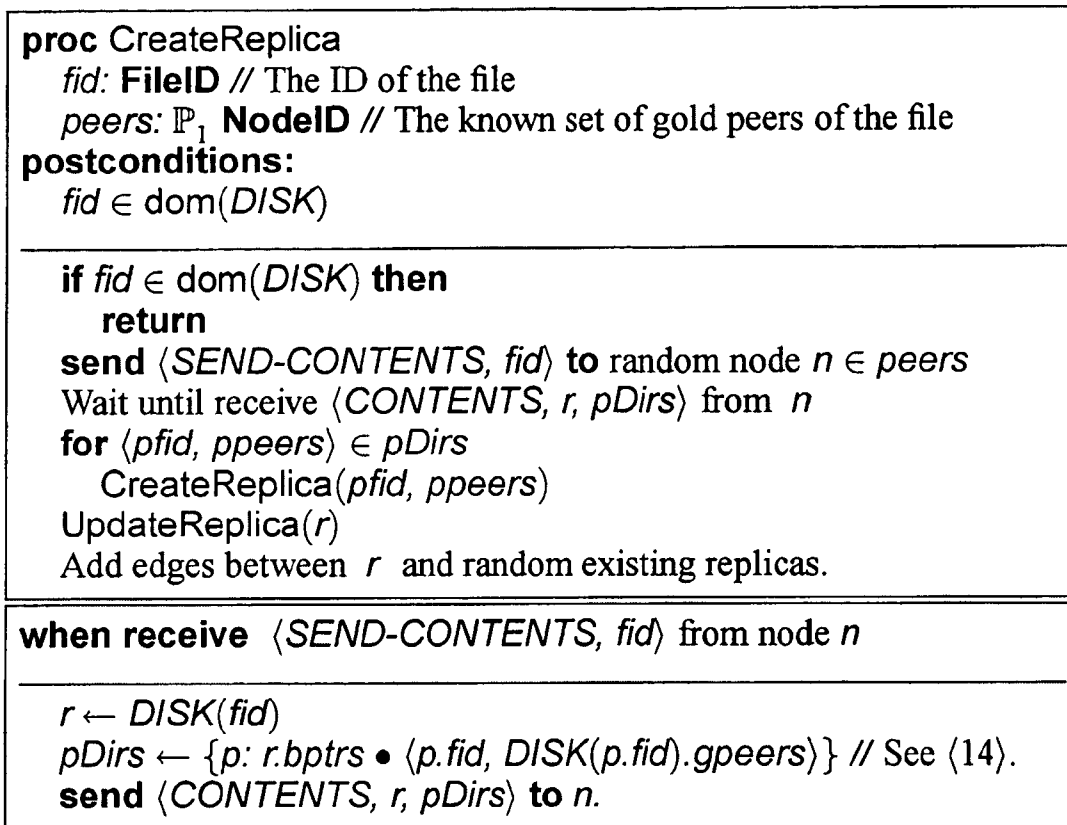 proc CreateReplica
fid: FileID // The ID of the file
peers: ℙ₁ NodeID // The known set of gold peers of the file
postconditions:
fid ∈ dom(DISK)
if fid ∈ dom(DISK) then
return
send ⟨SEND-CONTENTS, fid⟩ to random node n ∈ peers
Wait until receive ⟨CONTENTS, r, pDirs⟩ from n
for ⟨pfid, ppeers⟩ ∈ pDirs
CreateReplica(pfid, ppeers)
UpdateReplica(r)
Add edges between r and random existing replicas.
when receive ⟨SEND-CONTENTS, fid⟩ from node n
r ← DISK(fid)
pDirs ← {p: r.bptrs • ⟨p.fid, DISK(p.fid).gpeers⟩} // See ⟨14⟩.
send ⟨CONTENTS, r, pDirs⟩ to n.